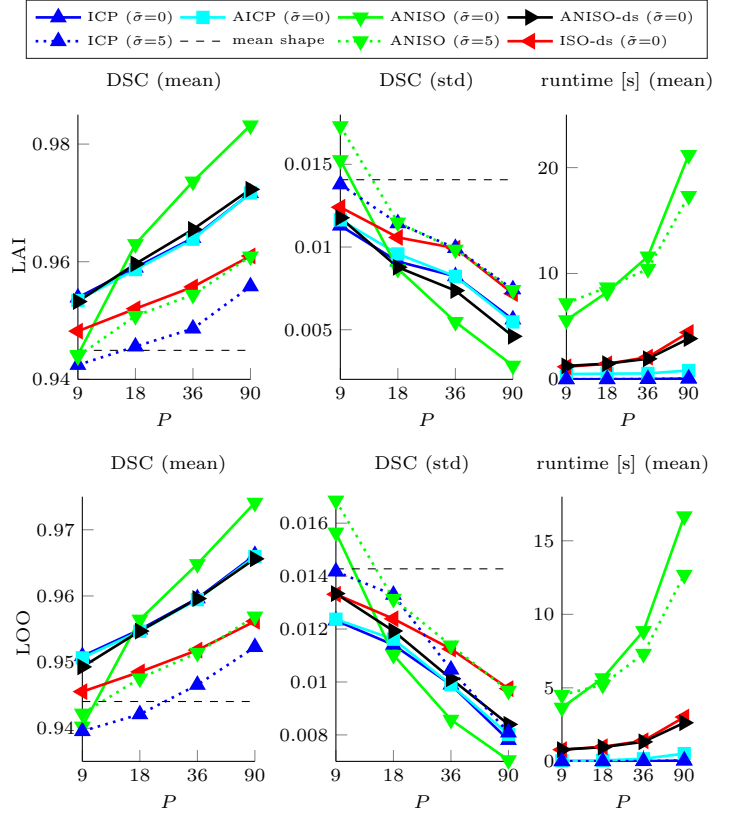 ICP (σ̃=0) AICP (σ̃=0) ANISO (σ̃=0) ANISO-ds (σ̃=0)
ICP (σ̃=5) mean shape ANISO (σ̃=5) ISO-ds (σ̃=0)
DSC (mean) DSC (std) runtime [s] (mean)
LAI
0.98
0.96
0.94
9 18 36 90
P
0.015
0.01
0.005
9 18 36 90
P
20
10
0
9 18 36 90
P
DSC (mean) DSC (std) runtime [s] (mean)
LOO
0.97
0.96
0.95
0.94
9 18 36 90
P
0.016
0.014
0.012
0.01
0.008
9 18 36 90
P
15
10
5
0
9 18 36 90
P